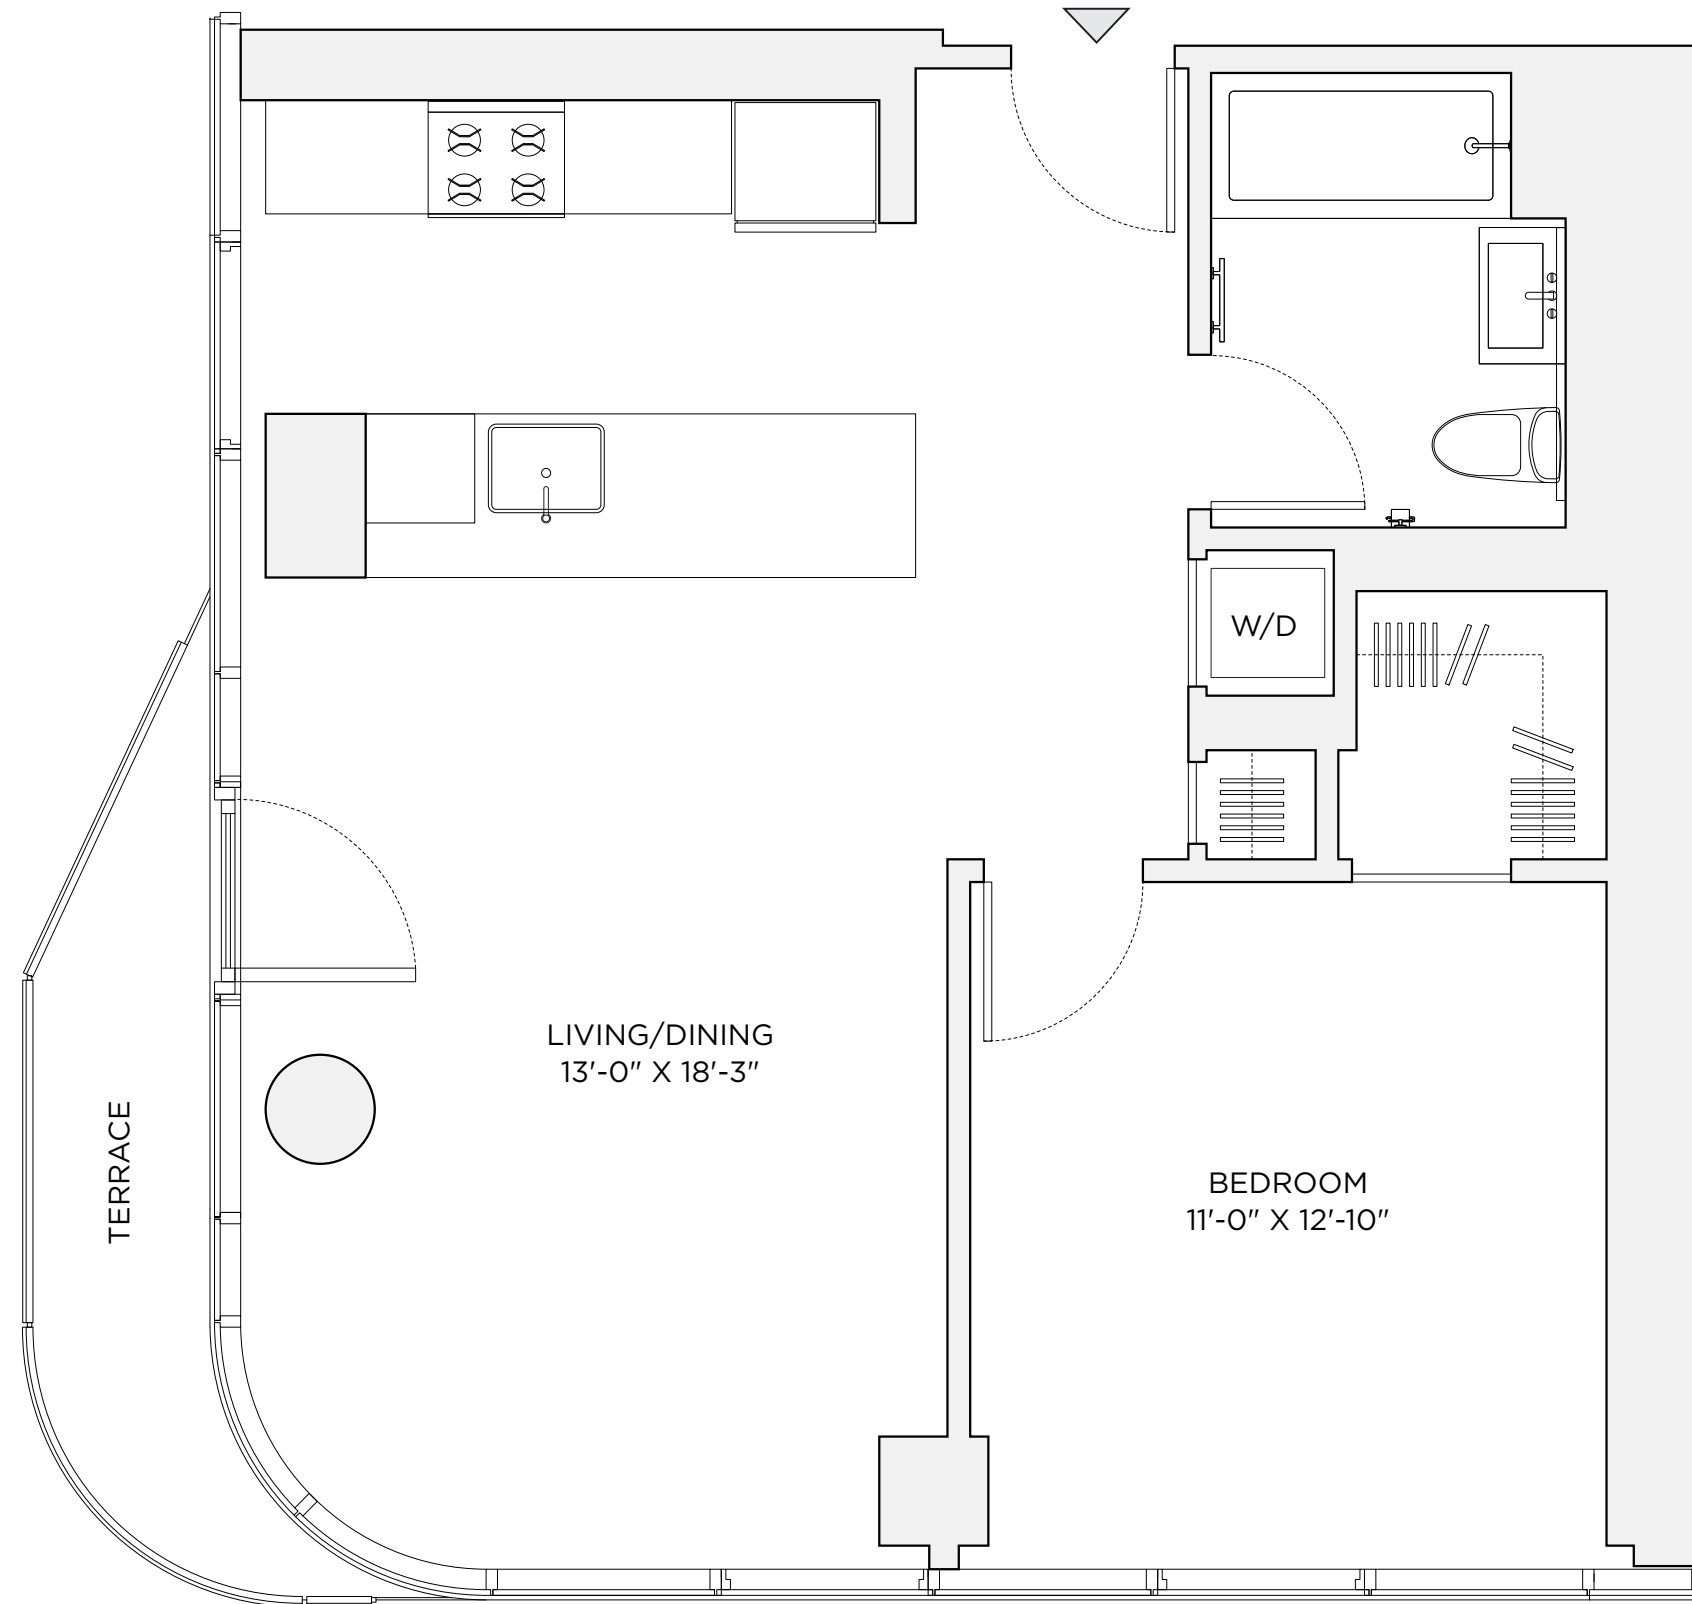 W/D
LIVING/DINING
13'-0" X 18'-3"
TERRACE
BEDROOM
11'-0" X 12'-10"